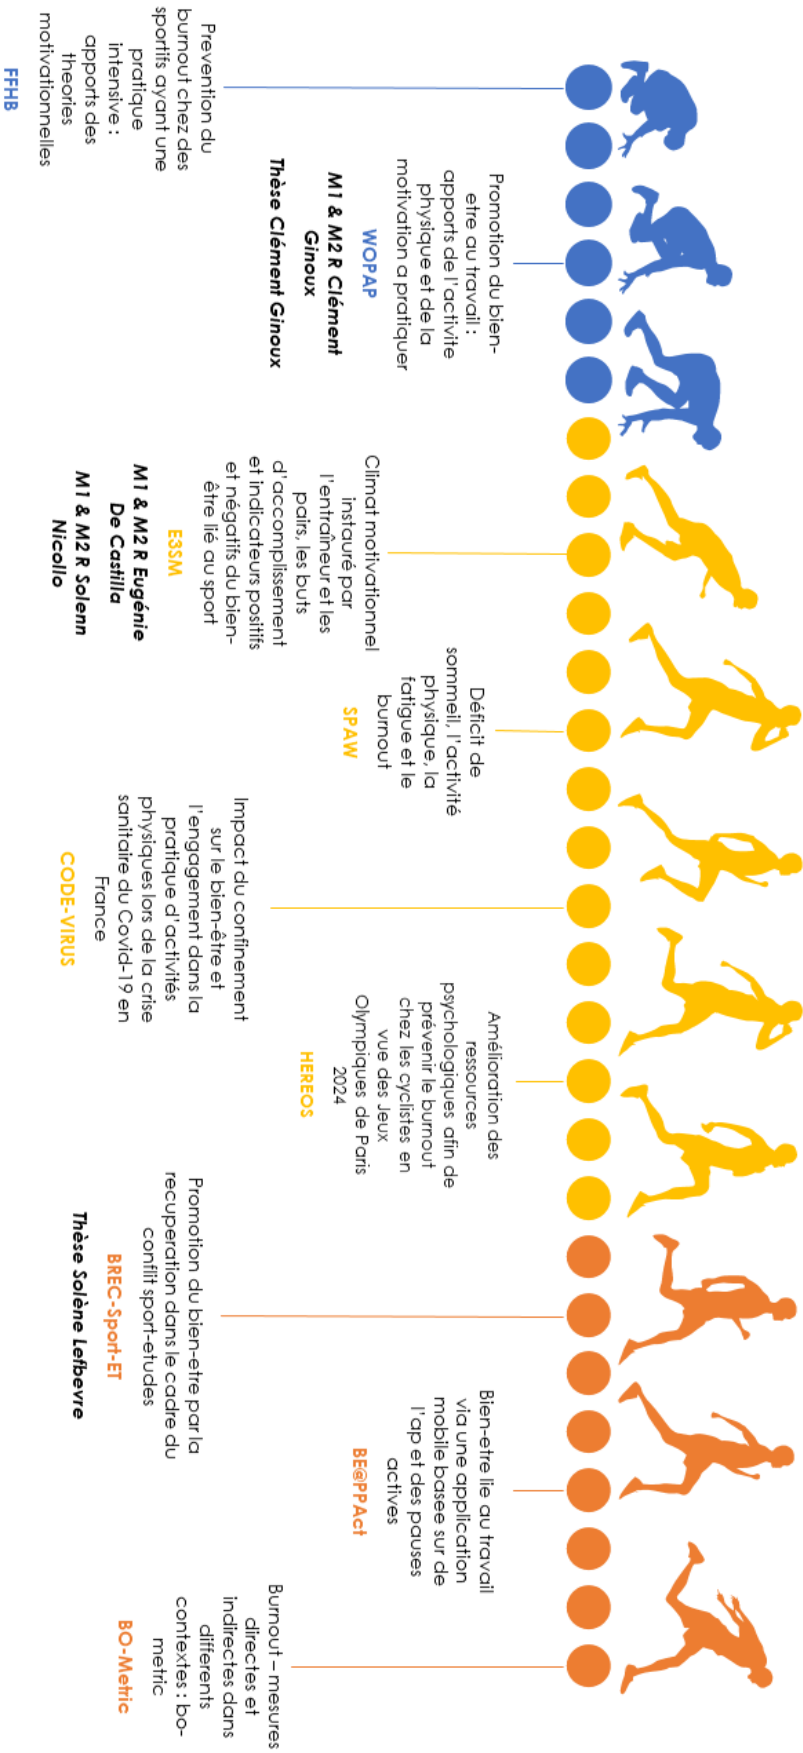 Prevention du
burnout chez des
sportifs ayant une
pratique
intensive :
apports des
theories
motivationnelles
FFHB
Promotion du bien-
etre au travail :
apports de l'activite
physique et de la
motivation a pratiquer
WOPAP
M1 & M2 R Clément
Ginoux
Thèse Clément Ginoux
Climat motivationnel
instauré par
l'entraîneur et les
pairs, les buts
d'accomplissement
et indicateurs positifs
et négatifs du bien-
être lié au sport
E3SM
M1 & M2 R Eugénie
De Castilla
M1 & M2 R Solenn
Nicollo
Déficit de
sommeil, l'activité
physique, la
fatigue et le
burnout
SPAW
Impact du confinement
sur le bien-être et
l'engagement dans la
pratique d'activités
physiques lors de la crise
sanitaire du Covid-19 en
France
CODE-VIRUS
Amélioration des
ressources
psychologiques afin de
prévenir le burnout
chez les cyclistes en
vue des Jeux
Olympiques de Paris
2024
HEREOS
Promotion du bien-etre par la
recuperation dans le cadre du
conflit sport-etudes
BREC-Sport-ET
Thèse Solène Lefbevre
Bien-etre lie au travail
via une application
mobile basee sur de
l'ap et des pauses
actives
BE@PPAct
Burnout – mesures
directes et
indirectes dans
differents
contextes : bo-
metric
BO-Metric